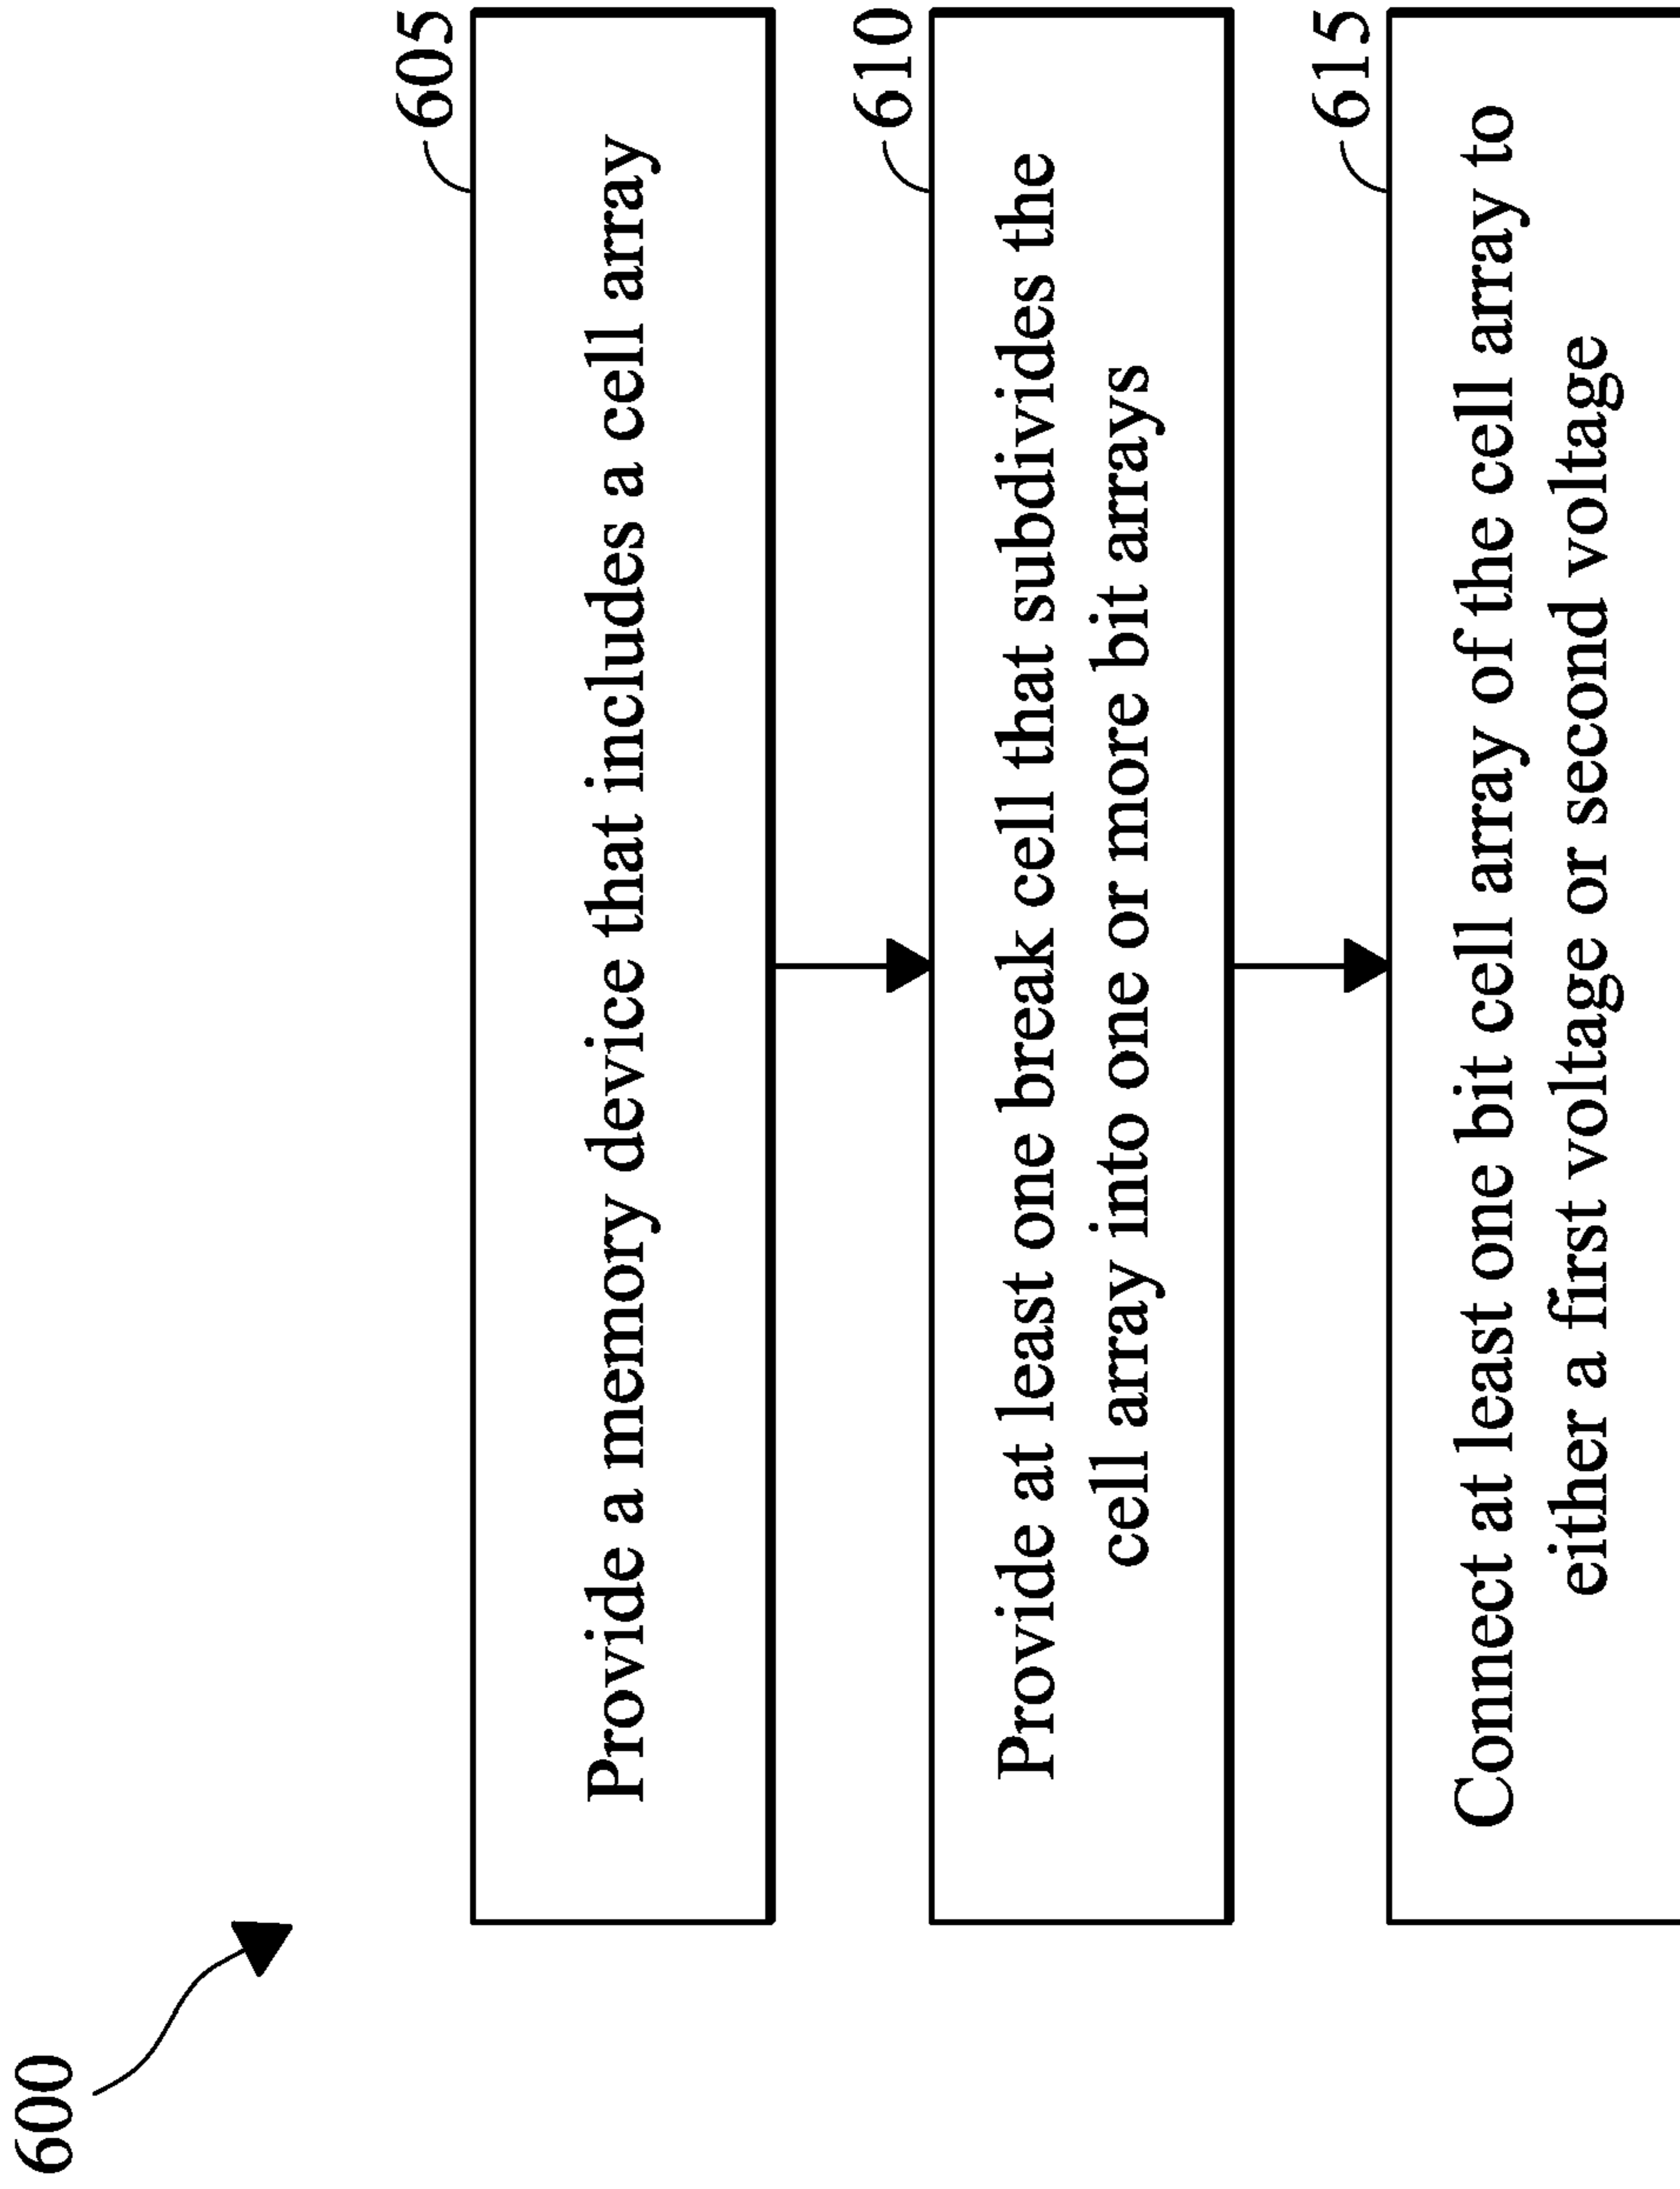 600
605
Provide a memory device that includes a cell array
610
Provide at least one break cell that subdivides the
cell array into one or more bit arrays
615
Connect at least one bit cell array of the cell array to
either a first voltage or second voltage